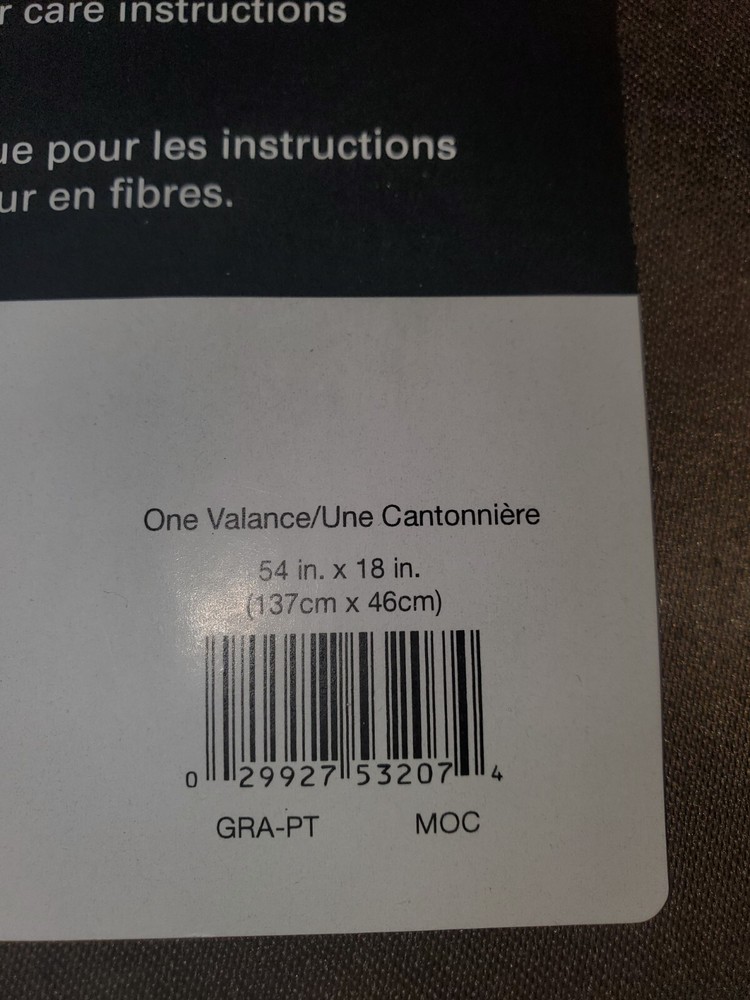 r care instructions
ue pour les instructions
ur en fibres.
One Valance/Une Cantonnière
54 in. x 18 in.
(137cm x 46cm)
0 29927 53207 4
GRA-PT MOC